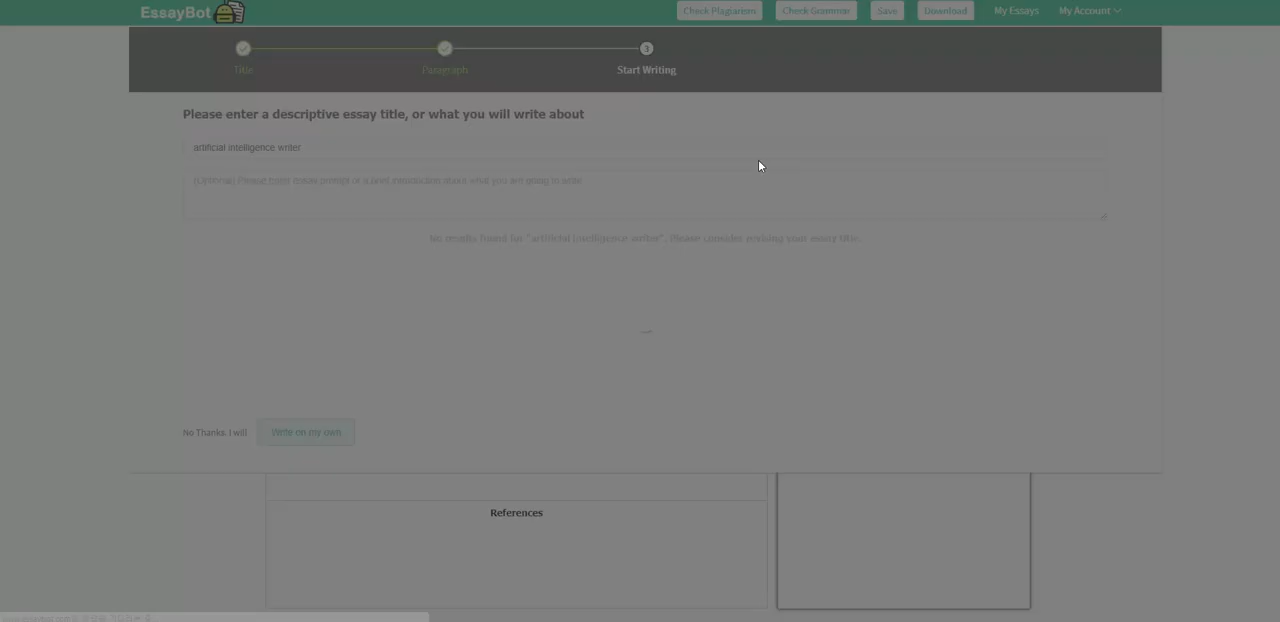 EssayBot
Check Plagiarism
Check Grammar
Save
Download
My Essays
My Account
3
Title
Paragraph
Start Writing
Please enter a descriptive essay title, or what you will write about
artificial intelligence writer
(Optional) Please enter essay prompt or a brief introduction about what you are going to write
No results found for "artificial intelligence writer". Please consider revising your essay title.
No Thanks. I will
Write on my own
References